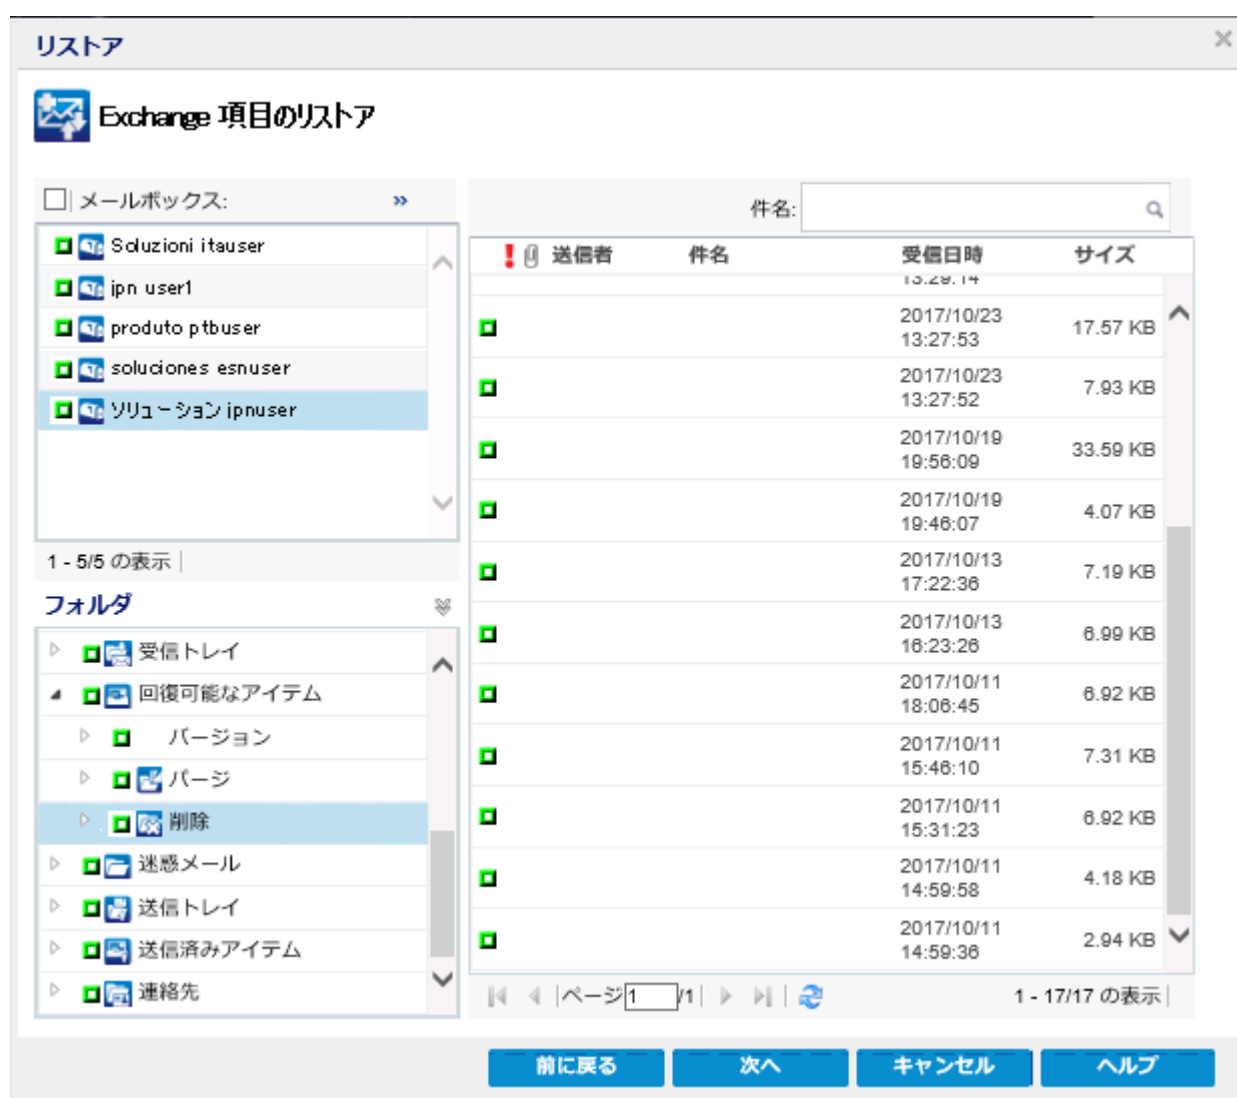 リストア
Exchange 項目のリストア
メールボックス: »
Soluzioni itauser
jpn user1
produto ptbuser
soluciones esnuser
ソリューション jpnuser
1 - 5/5 の表示
フォルダ
受信トレイ
回復可能なアイテム
バージョン
パージ
削除
迷惑メール
送信トレイ
送信済みアイテム
連絡先
件名:
送信者 件名 受信日時 サイズ
13:29:14
2017/10/23
13:27:53 17.57 KB
2017/10/23
13:27:52 7.93 KB
2017/10/19
19:56:09 33.59 KB
2017/10/19
19:46:07 4.07 KB
2017/10/13
17:22:36 7.19 KB
2017/10/13
16:23:26 6.99 KB
2017/10/11
18:06:45 6.92 KB
2017/10/11
15:46:10 7.31 KB
2017/10/11
15:31:23 6.92 KB
2017/10/11
14:59:58 4.18 KB
2017/10/11
14:59:36 2.94 KB
ページ 1 /1 1 - 17/17 の表示
前に戻る 次へ キャンセル ヘルプ